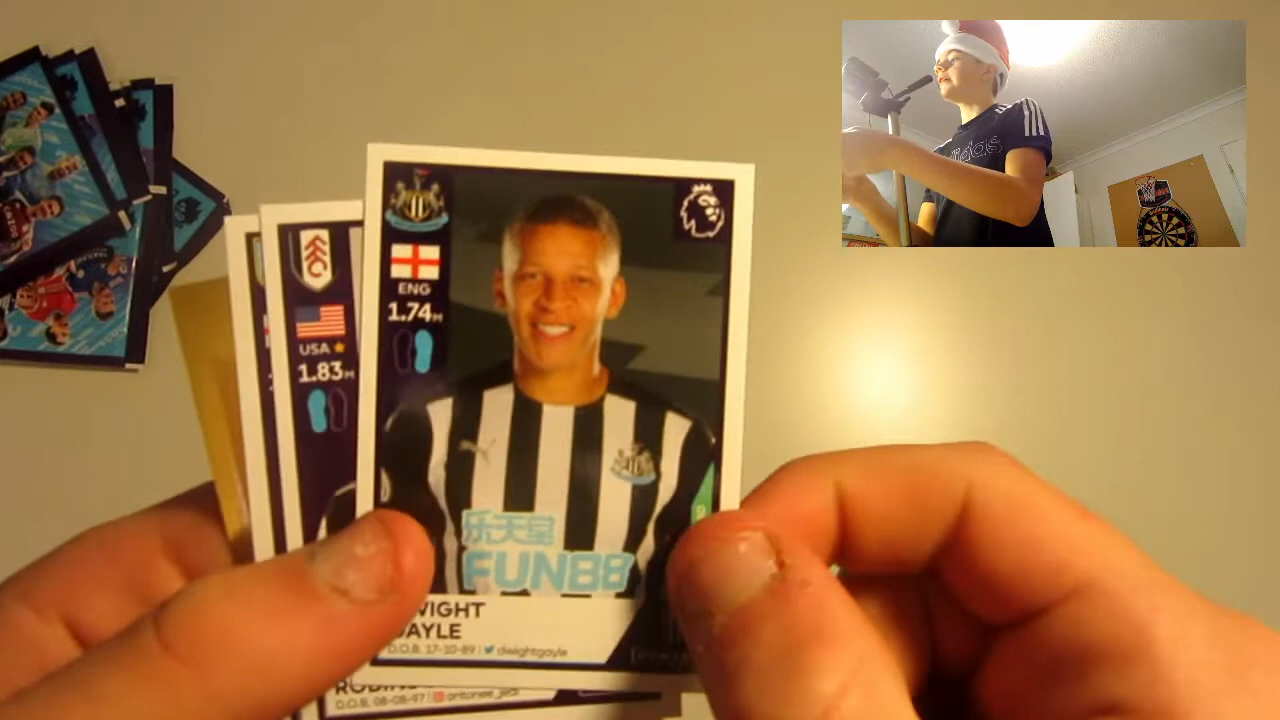 ENG
1.74M
USA
1.83M
乐天堂
FUN88
WIGHT
AYLE
D.O.B. 17-10-89 | dwightgayle
D.O.B. 08-08-97 | antonee_jedi
adidas